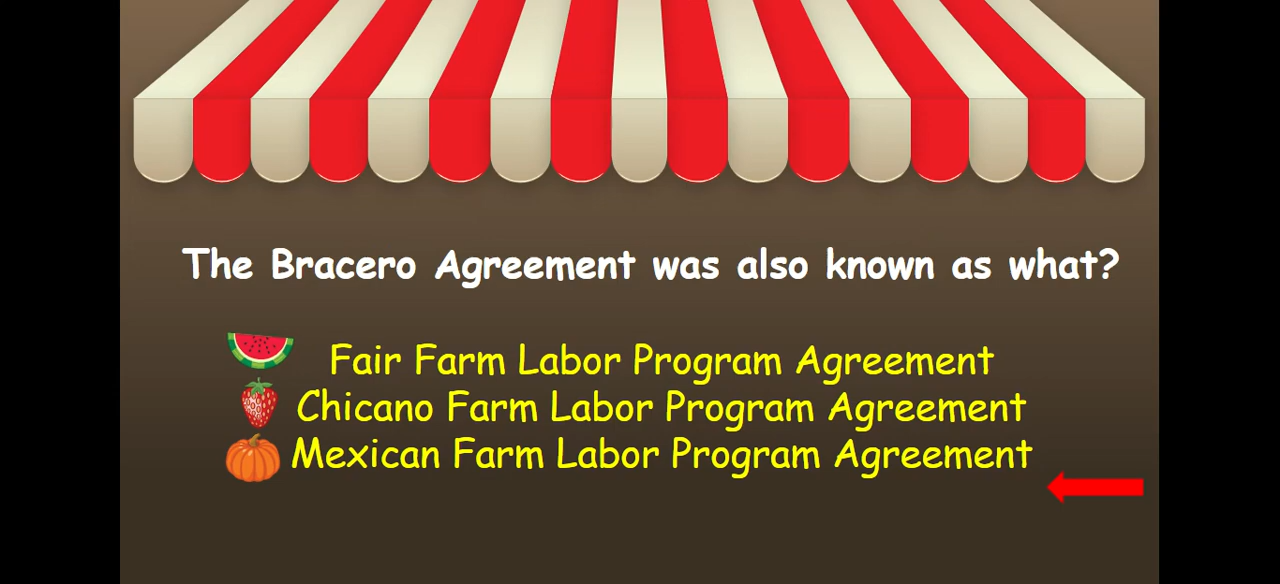 The Bracero Agreement was also known as what?
Fair Farm Labor Program Agreement
Chicano Farm Labor Program Agreement
Mexican Farm Labor Program Agreement